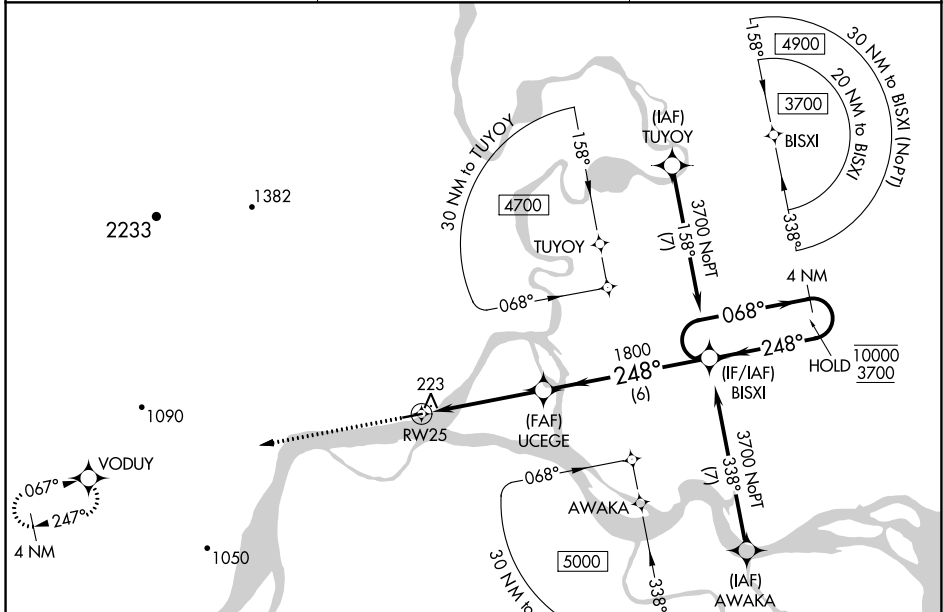 158°
4900
30 NM to BISXI (NoPT)
20 NM to BISXI
3700
BISXI
338°
(IAF)
TUYOY
30 NM to TUYOY
158°
4700
TUYOY
068°
3700 NoPT
158°
(7)
1382
2233
4 NM
068°
248°
HOLD
10000
3700
1800
248°
(6)
(IF/IAF)
BISXI
223
RW25
(FAF)
UCEGE
1090
VODUY
067°
247°
4 NM
1050
3700 NoPT
338°
(7)
068°
AWAKA
5000
30 NM to
338°
(IAF)
AWAKA